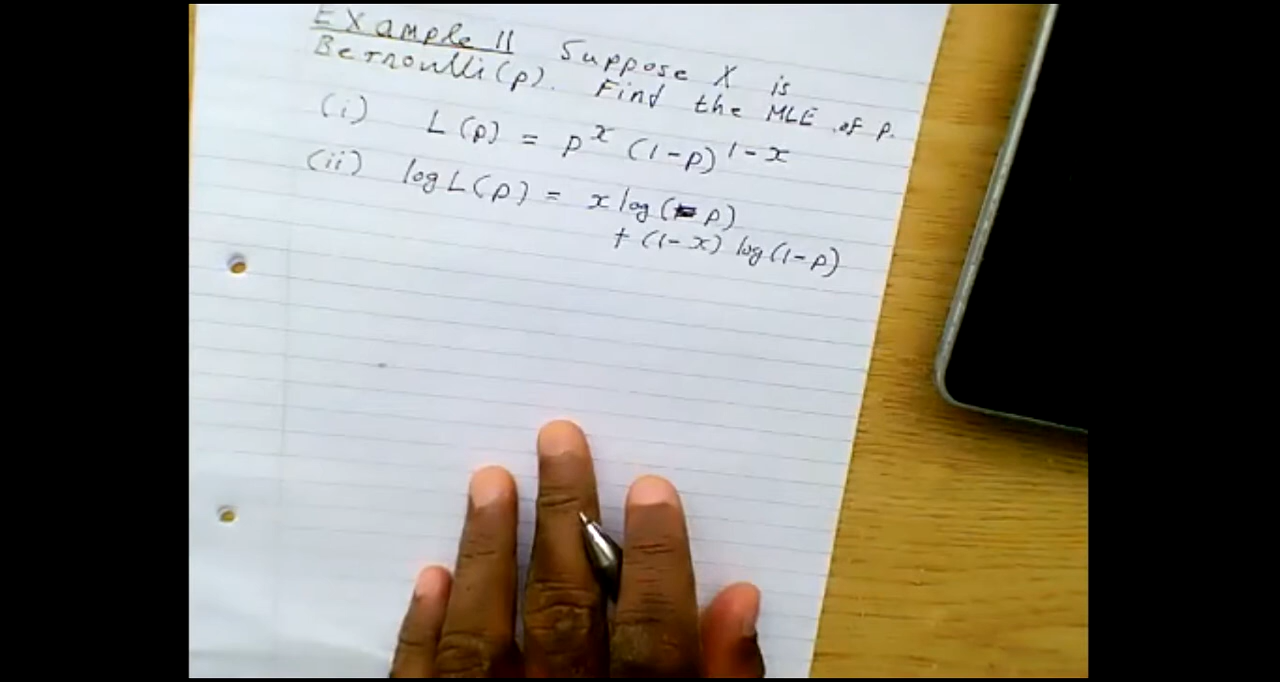 Example 11 Suppose X is
Bernoulli(p). Find the MLE of p.
(i) L(p) = p^x (1-p)^{1-x}
(ii) log L(p) = x log(p)
+ (1-x) log(1-p)